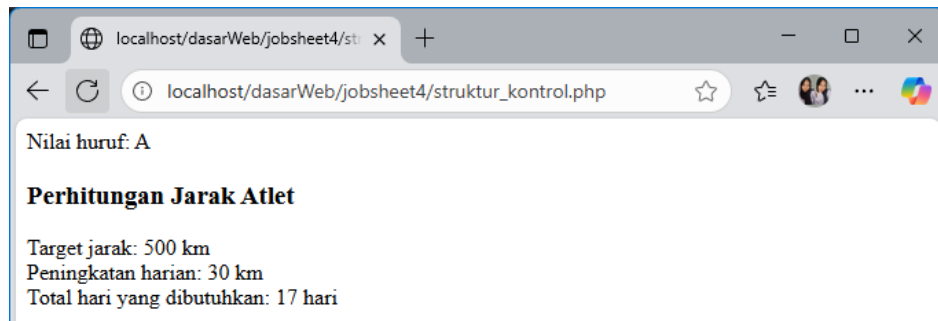 localhost/dasarWeb/jobsheet4/str
localhost/dasarWeb/jobsheet4/struktur_kontrol.php
Nilai huruf: A
Perhitungan Jarak Atlet
Target jarak: 500 km
Peningkatan harian: 30 km
Total hari yang dibutuhkan: 17 hari